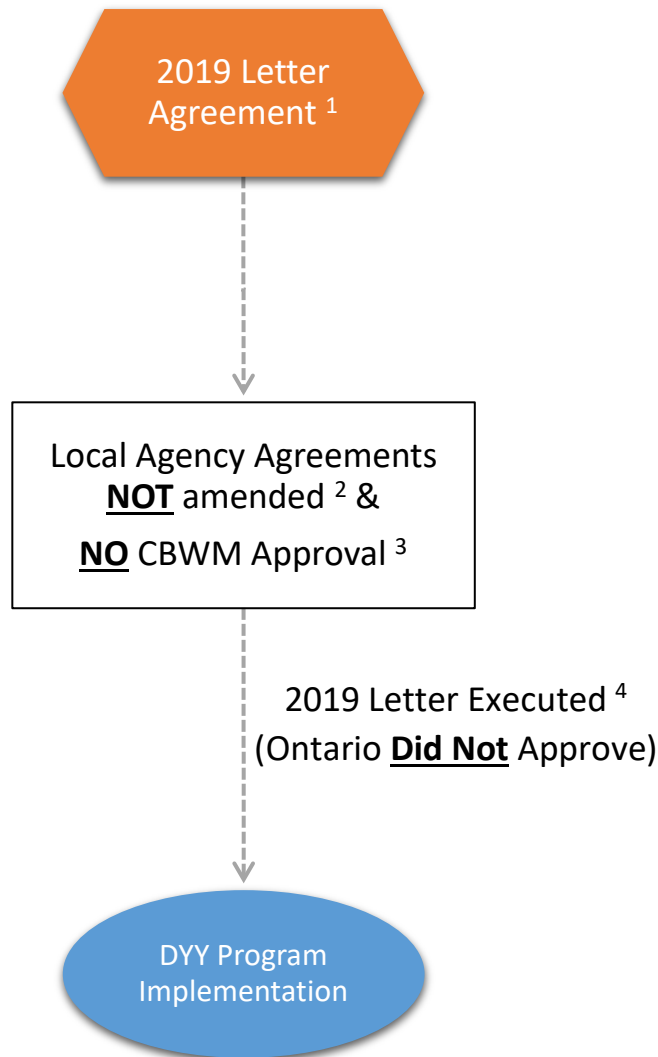 2019 Letter
Agreement ¹
Local Agency Agreements
NOT amended ² &
NO CBWM Approval ³
2019 Letter Executed ⁴
(Ontario Did Not Approve)
DYY Program
Implementation